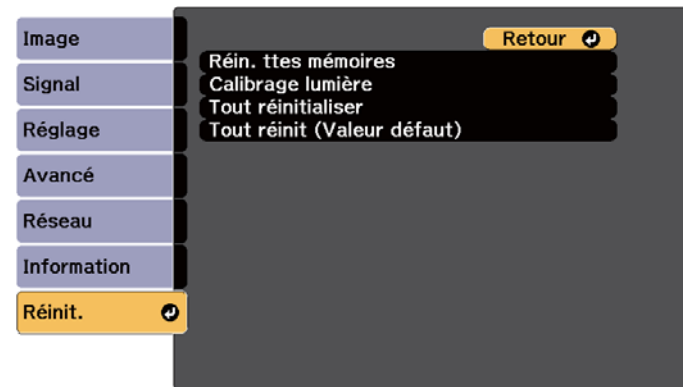 Image
Signal
Réglage
Avancé
Réseau
Information
Réinit.
Retour
Réin. ttes mémoires
Calibrage lumière
Tout réinitialiser
Tout réinit (Valeur défaut)